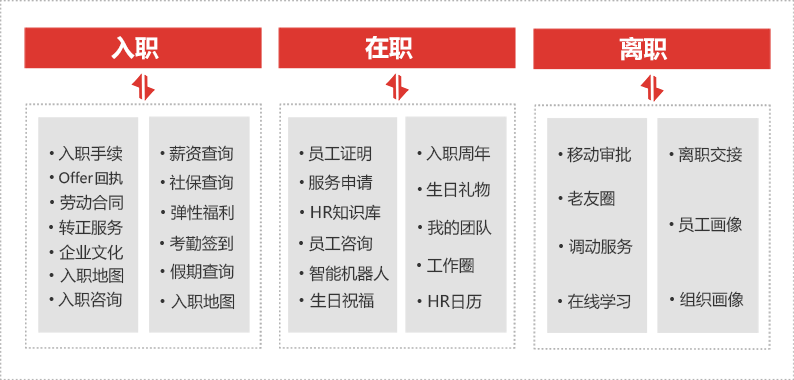 入职
在职
离职
• 入职手续
• Offer回执
• 劳动合同
• 转正服务
• 企业文化
• 入职地图
• 入职咨询
• 薪资查询
• 社保查询
• 弹性福利
• 考勤签到
• 假期查询
• 入职地图
• 员工证明
• 服务申请
• HR知识库
• 员工咨询
• 智能机器人
• 生日祝福
• 入职周年
• 生日礼物
• 我的团队
• 工作圈
• HR日历
• 移动审批
• 老友圈
• 调动服务
• 在线学习
• 离职交接
• 员工画像
• 组织画像